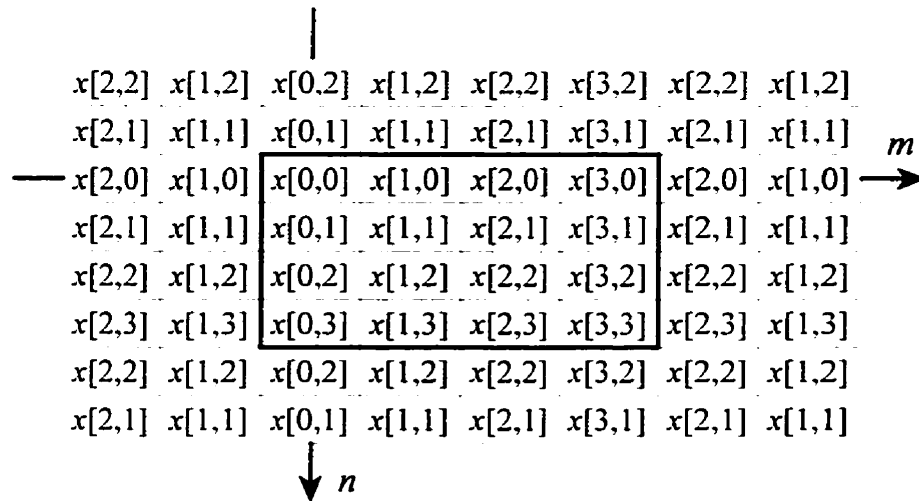 x[2,2] x[1,2] x[0,2] x[1,2] x[2,2] x[3,2] x[2,2] x[1,2]
x[2,1] x[1,1] x[0,1] x[1,1] x[2,1] x[3,1] x[2,1] x[1,1]
m
x[2,0] x[1,0] x[0,0] x[1,0] x[2,0] x[3,0] x[2,0] x[1,0]
x[2,1] x[1,1] x[0,1] x[1,1] x[2,1] x[3,1] x[2,1] x[1,1]
x[2,2] x[1,2] x[0,2] x[1,2] x[2,2] x[3,2] x[2,2] x[1,2]
x[2,3] x[1,3] x[0,3] x[1,3] x[2,3] x[3,3] x[2,3] x[1,3]
x[2,2] x[1,2] x[0,2] x[1,2] x[2,2] x[3,2] x[2,2] x[1,2]
x[2,1] x[1,1] x[0,1] x[1,1] x[2,1] x[3,1] x[2,1] x[1,1]
n